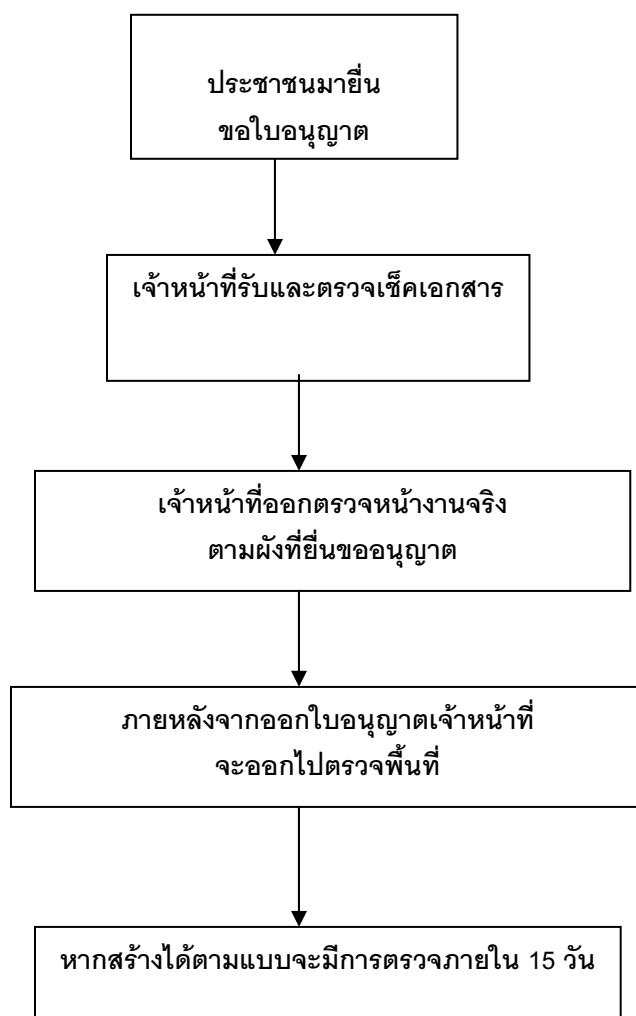 ประชาชนมายื่น
ขอใบอนุญาต
เจ้าหน้าที่รับและตรวจเช็คเอกสาร
เจ้าหน้าที่ออกตรวจหน้างานจริง
ตามผังที่ยื่นขออนุญาต
ภายหลังจากออกใบอนุญาตเจ้าหน้าที่
จะออกไปตรวจพื้นที่
หากสร้างได้ตามแบบจะมีการตรวจภายใน 15 วัน